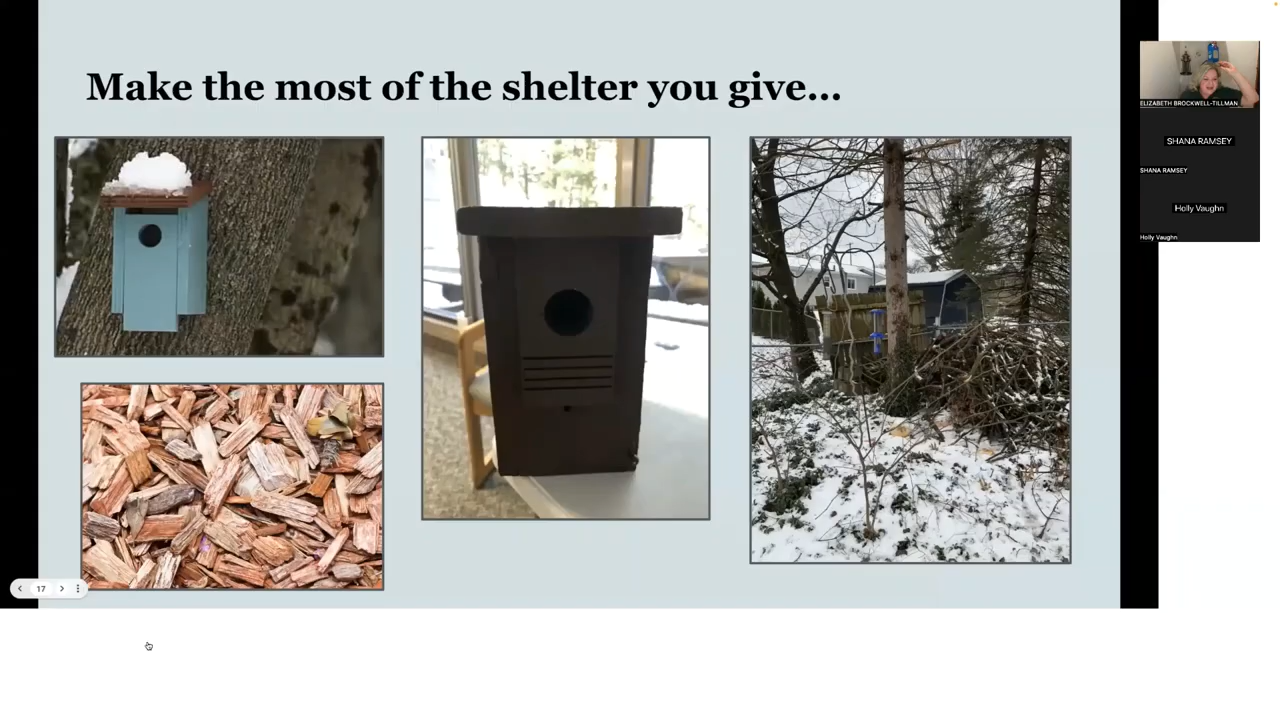 Make the most of the shelter you give...
ELIZABETH BROCKWELL-TILLMAN
SHANA RAMSEY
SHANA RAMSEY
Holly Vaughn
Holly Vaughn
17